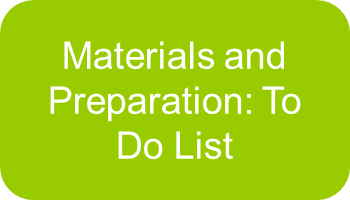 Materials and
Preparation: To
Do List